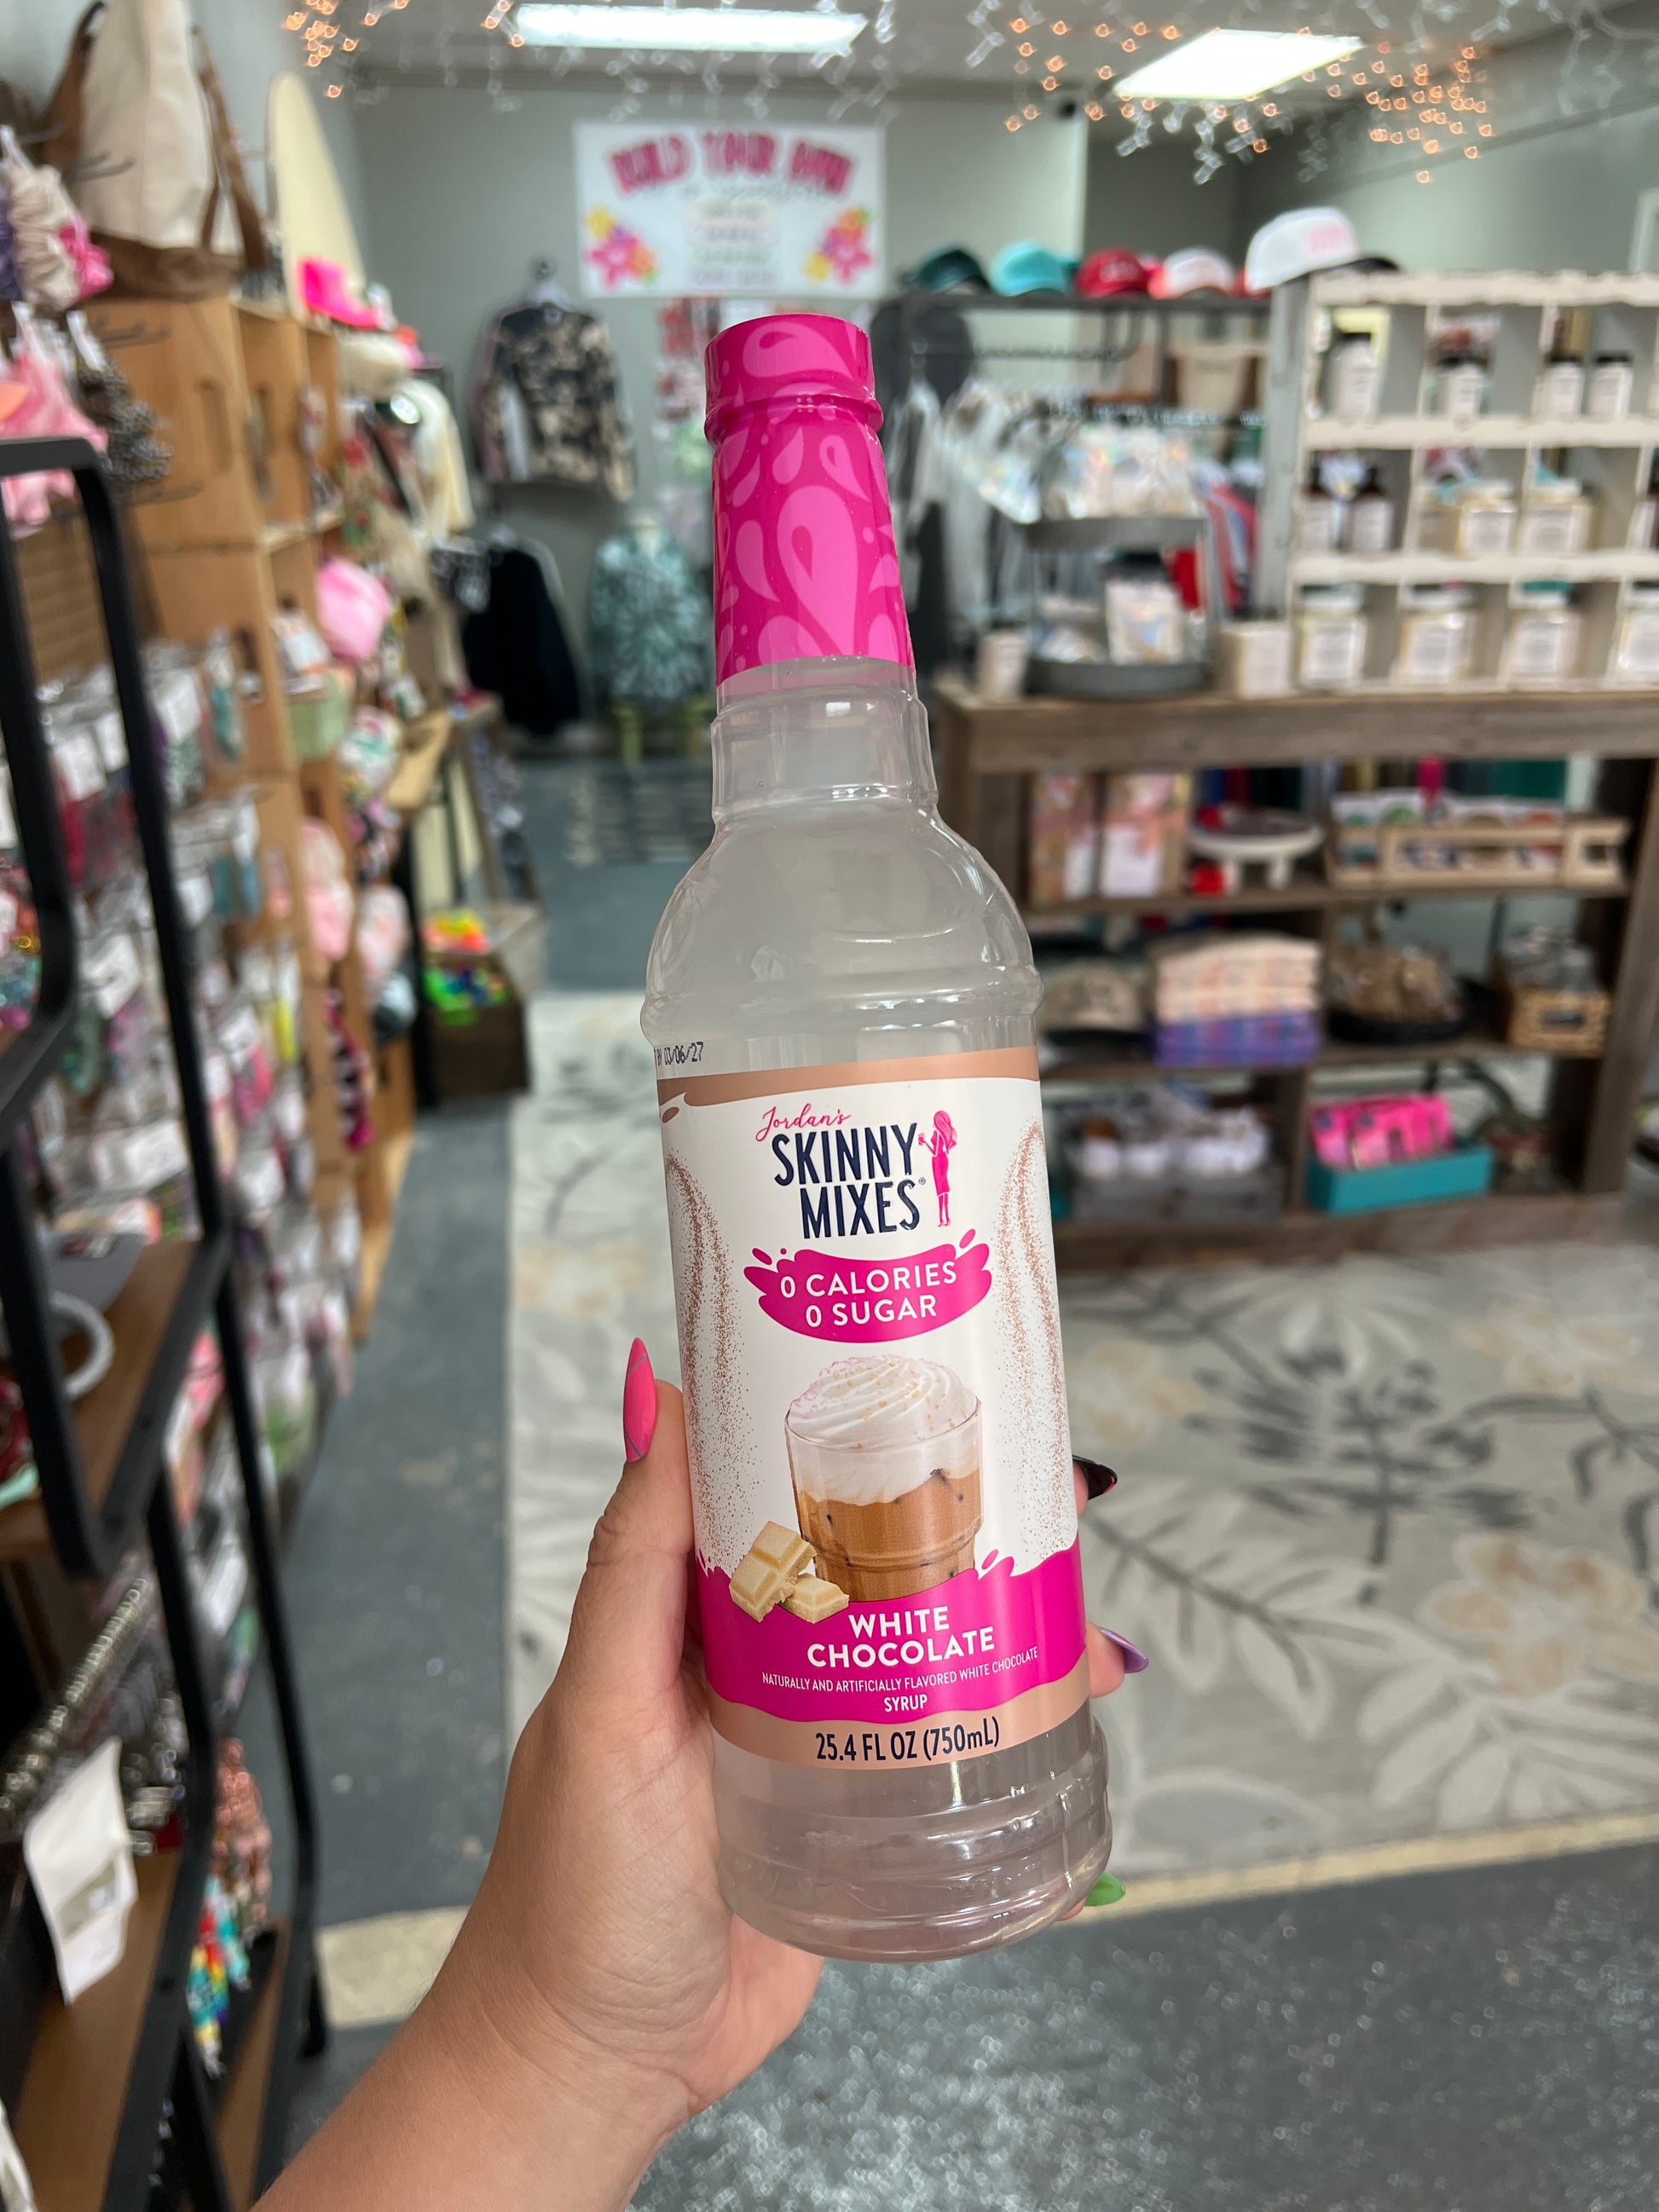 BUILD YOUR OWN
BY 03/06/27
Jordan's
SKINNY
MIXES®
0 CALORIES
0 SUGAR
WHITE
CHOCOLATE
NATURALLY AND ARTIFICIALLY FLAVORED WHITE CHOCOLATE
SYRUP
25.4 FL OZ (750mL)